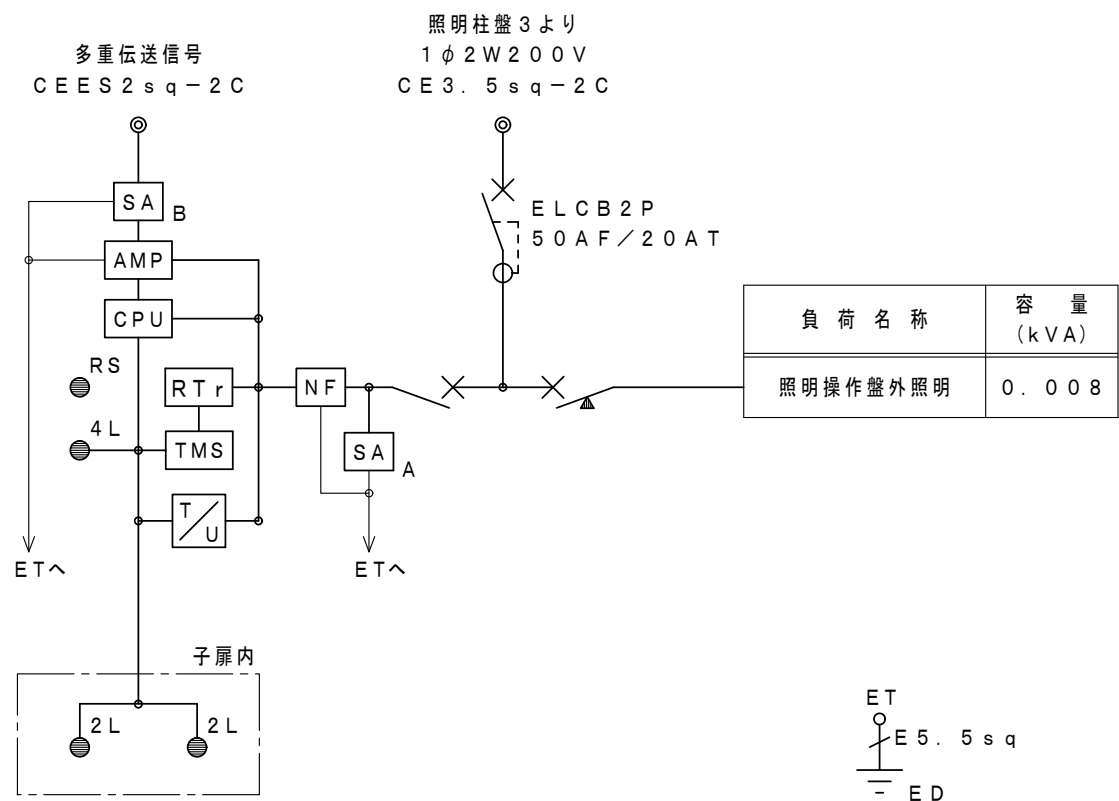 照明柱盤3より
1φ2W200V
CE3.5sq-2C
多重伝送信号
CEES2sq-2C
SA
B
AMP
CPU
ELCB2P
50AF/20AT
負荷名称
容量
(kVA)
照明操作盤外照明
0.008
RS
RTr
NF
4L
TMS
SA
A
T/U
ETへ
ETへ
子扉内
2L
2L
ET
E5.5sq
ED